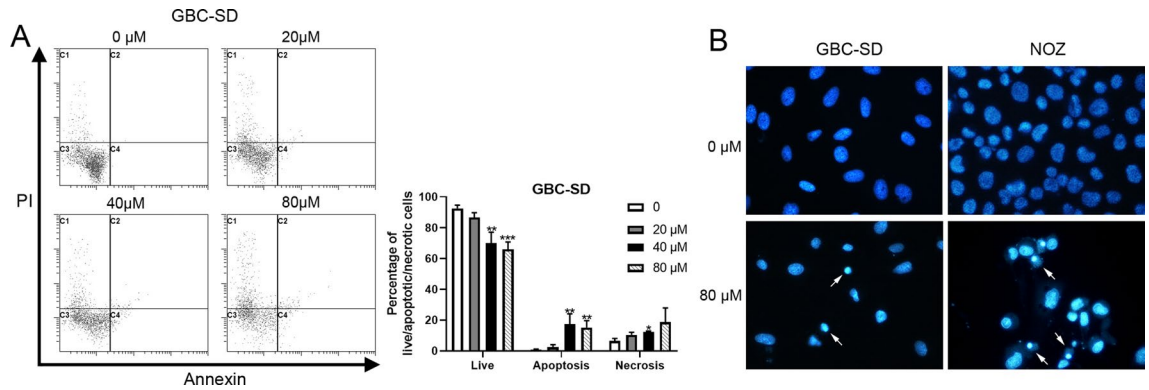 A
GBC-SD
0 μM
20μM
C1
C2
C3
C4
C1
C2
C3
C4
PI
40μM
80μM
C1
C2
C3
C4
C1
C2
C3
C4
Annexin
GBC-SD
Percentage of
live/apoptotic/necrotic cells
100
80
60
40
20
0
**
***
**
**
*
0
20 μM
40 μM
80 μM
Live
Apoptosis
Necrosis
B
GBC-SD
NOZ
0 μM
80 μM